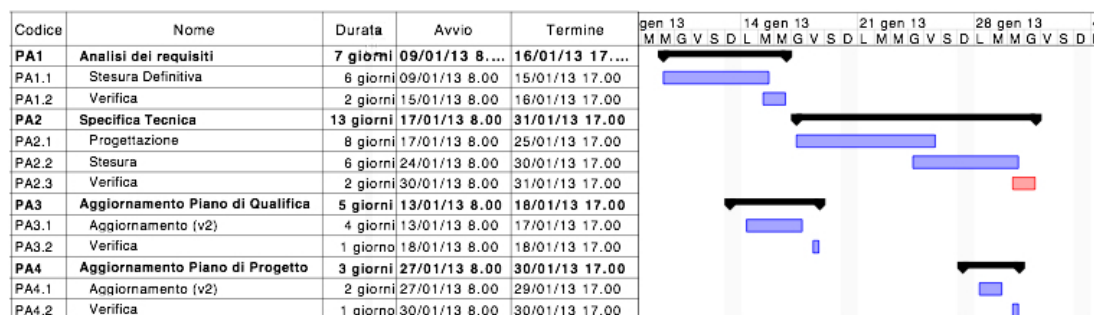 Codice Nome Durata Avvio Termine gen 13 14 gen 13 21 gen 13 28 gen 13
M M G V S D L M M G V S D L M M G V S D L M M G V S D
PA1 Analisi dei requisiti 7 giorni 09/01/13 8.... 16/01/13 17....
PA1.1 Stesura Definitiva 6 giorni 09/01/13 8.00 15/01/13 17.00
PA1.2 Verifica 2 giorni 15/01/13 8.00 16/01/13 17.00
PA2 Specifica Tecnica 13 giorni 17/01/13 8.00 31/01/13 17.00
PA2.1 Progettazione 8 giorni 17/01/13 8.00 25/01/13 17.00
PA2.2 Stesura 6 giorni 24/01/13 8.00 30/01/13 17.00
PA2.3 Verifica 2 giorni 30/01/13 8.00 31/01/13 17.00
PA3 Aggiornamento Piano di Qualifica 5 giorni 13/01/13 8.00 18/01/13 17.00
PA3.1 Aggiornamento (v2) 4 giorni 13/01/13 8.00 17/01/13 17.00
PA3.2 Verifica 1 giorno 18/01/13 8.00 18/01/13 17.00
PA4 Aggiornamento Piano di Progetto 3 giorni 27/01/13 8.00 30/01/13 17.00
PA4.1 Aggiornamento (v2) 2 giorni 27/01/13 8.00 29/01/13 17.00
PA4.2 Verifica 1 giorno 30/01/13 8.00 30/01/13 17.00